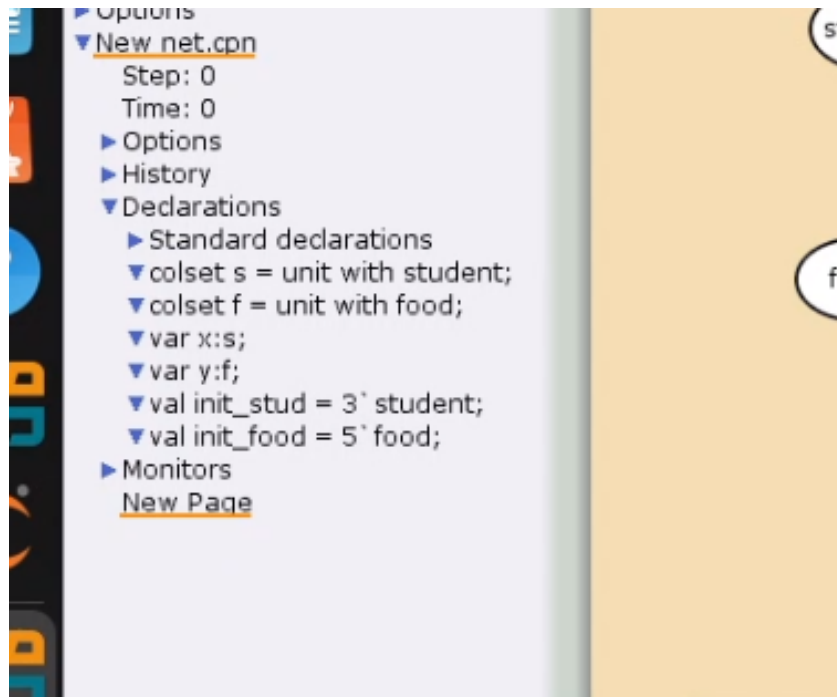 Options
New net.cpn
Step: 0
Time: 0
Options
History
Declarations
Standard declarations
colset s = unit with student;
colset f = unit with food;
var x:s;
var y:f;
val init_stud = 3`student;
val init_food = 5`food;
Monitors
New Page
s
f